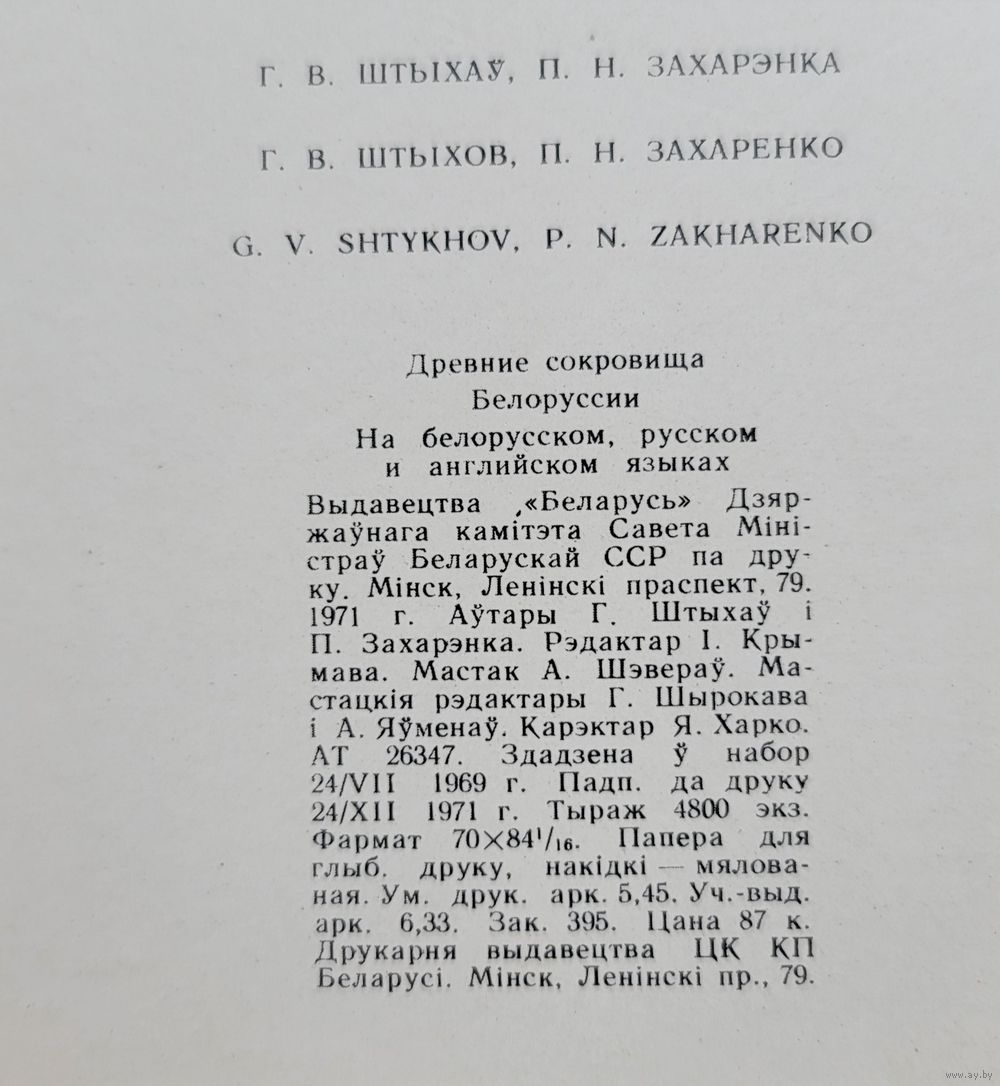 Г. В. ШТЫХАЎ, П. Н. ЗАХАРЭНКА
Г. В. ШТЫХОВ, П. Н. ЗАХАРЕНКО
G. V. SHTYKHOV, P. N. ZAKHARENKO
Древние сокровища
Белоруссии
На белорусском, русском
и английском языках
Выдавецтва «Беларусь» Дзяр-
жаўнага камітэта Савета Міні-
страў Беларускай ССР па дру-
ку. Мінск, Ленінскі праспект, 79.
1971 г. Аўтары Г. Штыхаў і
П. Захарэнка. Рэдактар І. Кры-
мава. Мастак А. Шэвераў. Ма-
стацкія рэдактары Г. Шырокава
і А. Яўменаў. Карэктар Я. Харко.
АТ 26347. Здадзена ў набор
24/VII 1969 г. Падп. да друку
24/XII 1971 г. Тыраж 4800 экз.
Фармат 70×84¹/₁₆. Папера для
глыб. друку, накідкі — мялова-
ная. Ум. друк. арк. 5,45. Уч.-выд.
арк. 6,33. Зак. 395. Цана 87 к.
Друкарня выдавецтва ЦК КП
Беларусі. Мінск, Ленінскі пр., 79.
www.ay.by